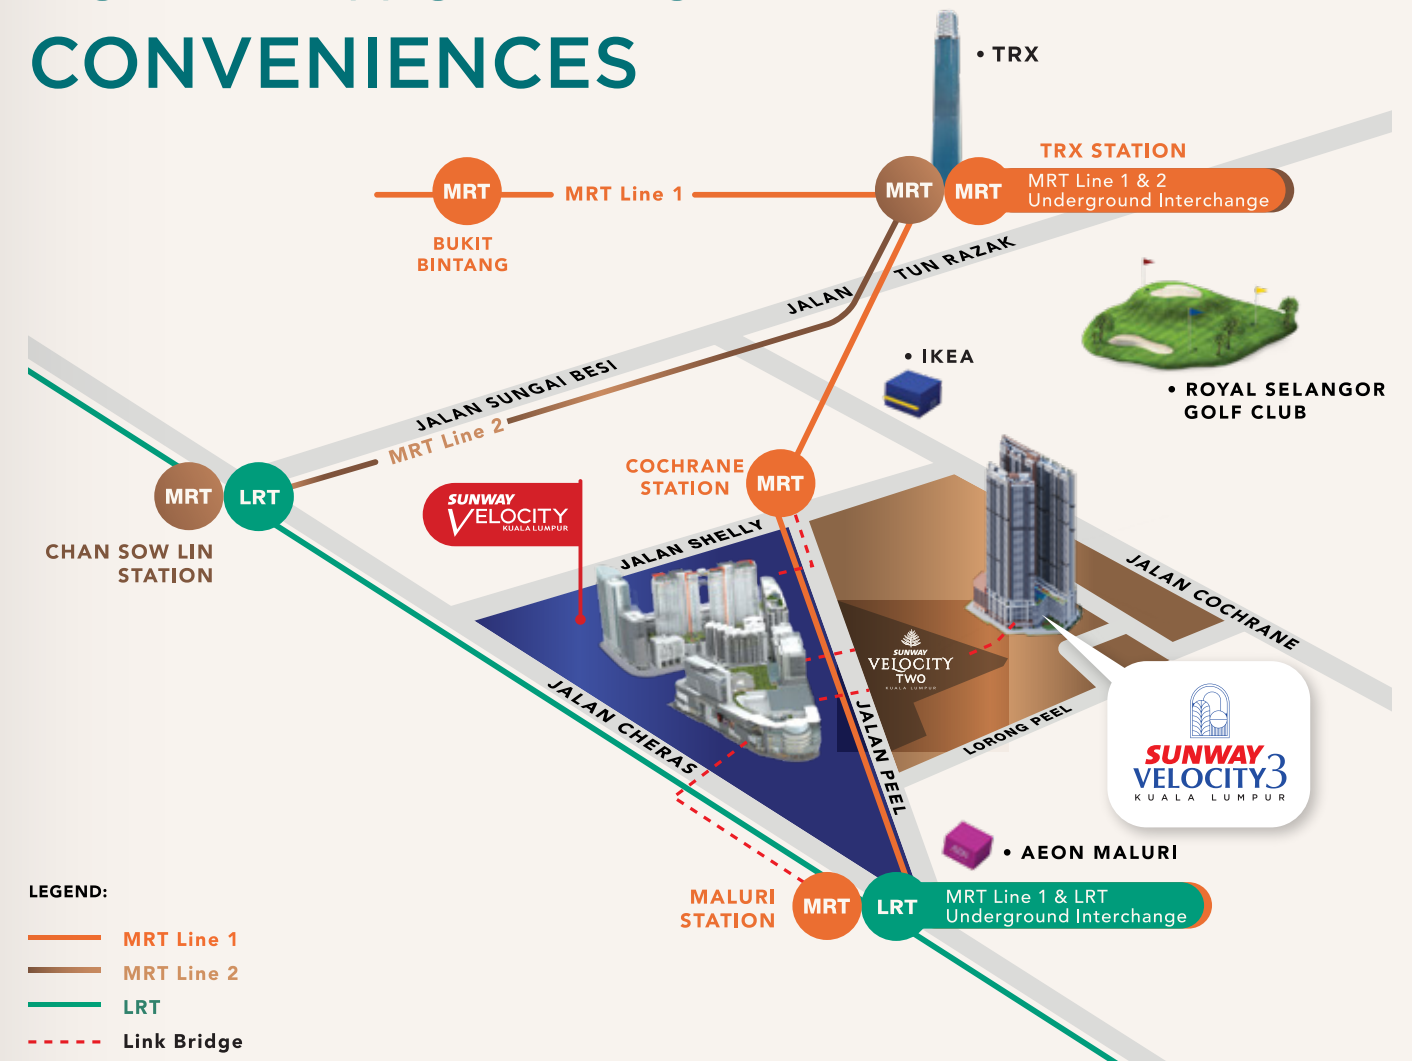 CONVENIENCES
• TRX
TRX STATION
MRT
MRT
MRT Line 1 & 2
Underground Interchange
MRT
MRT Line 1
BUKIT
BINTANG
JALAN
TUN RAZAK
• IKEA
• ROYAL SELANGOR
GOLF CLUB
JALAN SUNGAI BESI
MRT Line 2
COCHRANE
STATION
MRT
MRT
LRT
CHAN SOW LIN
STATION
SUNWAY
VELOCITY
KUALA LUMPUR
JALAN SHELLY
JALAN COCHRANE
SUNWAY
VELOCITY
TWO
KUALA LUMPUR
JALAN CHERAS
JALAN PEEL
LORONG PEEL
SUNWAY
VELOCITY3
KUALA LUMPUR
• AEON MALURI
MALURI
STATION
MRT
LRT
MRT Line 1 & LRT
Underground Interchange
LEGEND:
MRT Line 1
MRT Line 2
LRT
Link Bridge